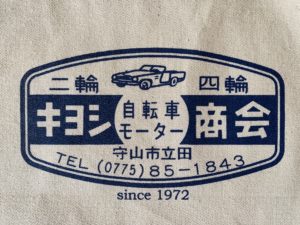 二輪 四輪
キヨシ 自転車 モーター 商会
守山市立田
TEL (0775) 85-1843
since 1972